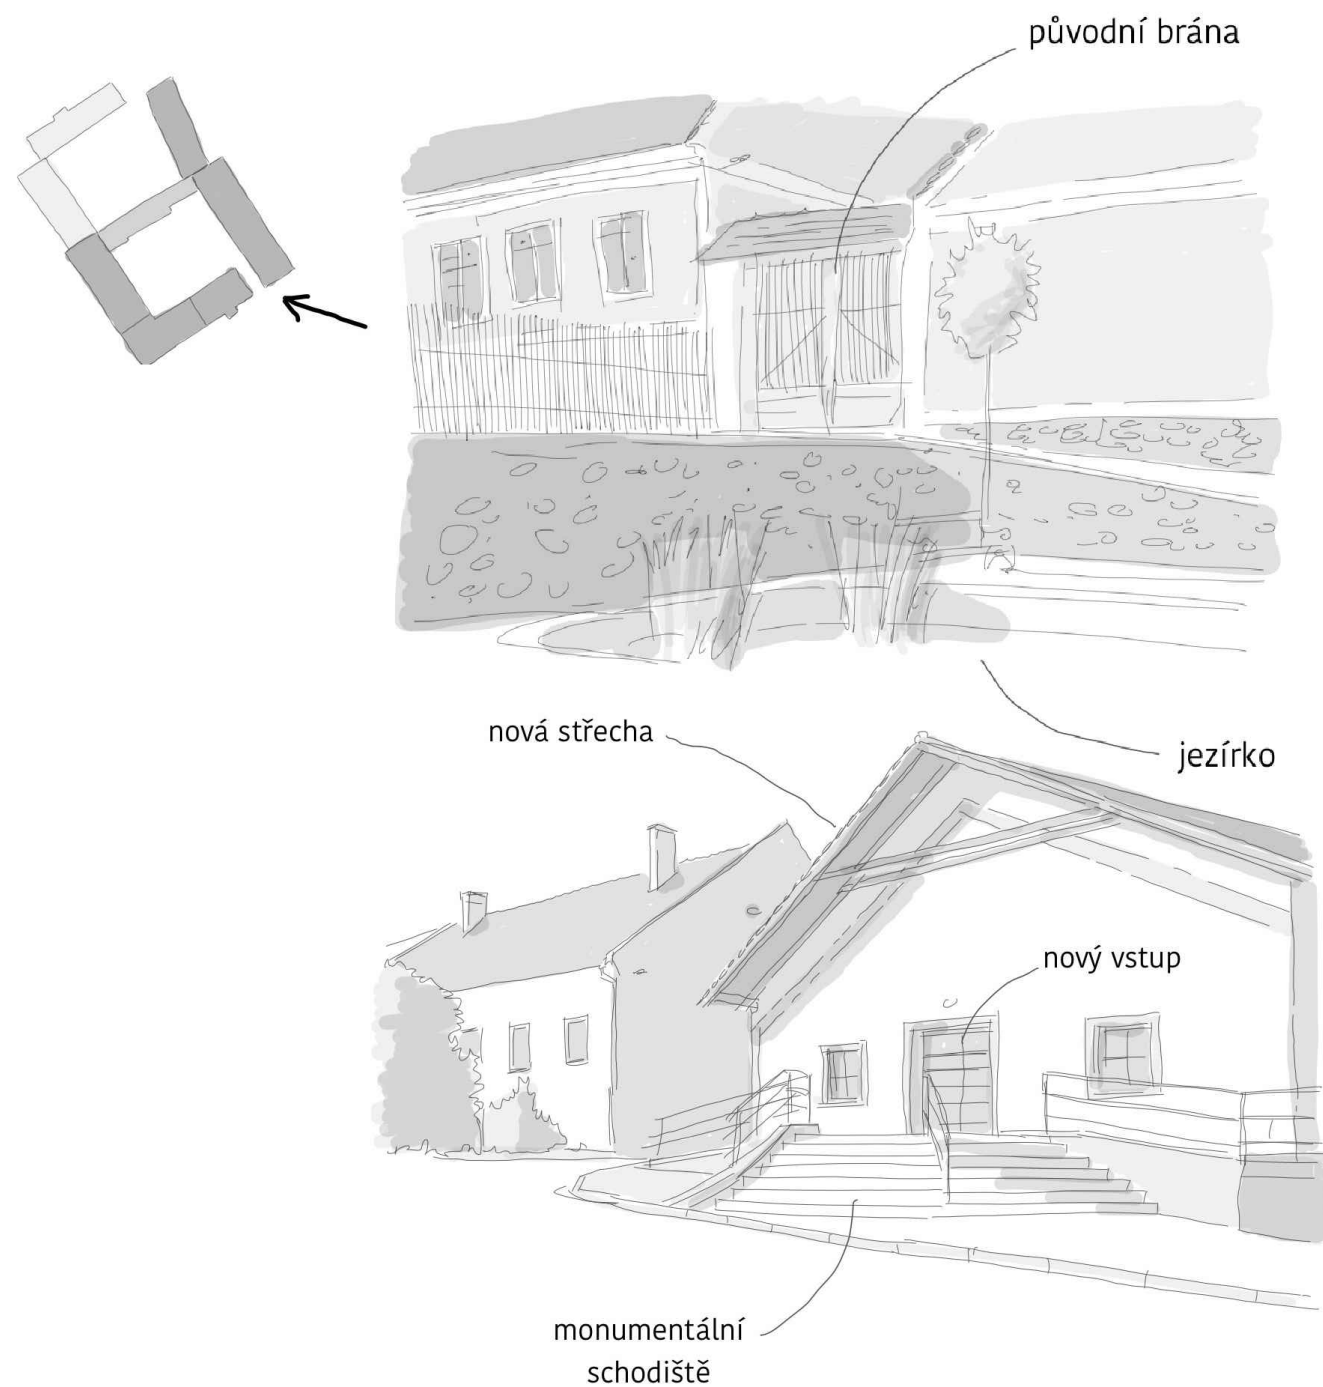 původní brána
nová střecha
jezírko
nový vstup
monumentální
schodiště